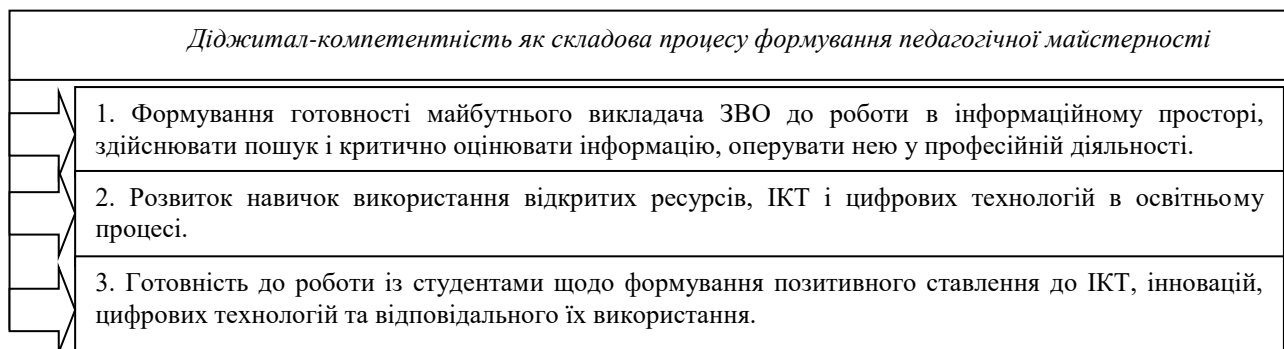 Діджитал-компетентність як складова процесу формування педагогічної майстерності
1. Формування готовності майбутнього викладача ЗВО до роботи в інформаційному просторі,
здійснювати пошук і критично оцінювати інформацію, оперувати нею у професійній діяльності.
2. Розвиток навичок використання відкритих ресурсів, ІКТ і цифрових технологій в освітньому
процесі.
3. Готовність до роботи із студентами щодо формування позитивного ставлення до ІКТ, інновацій,
цифрових технологій та відповідального їх використання.